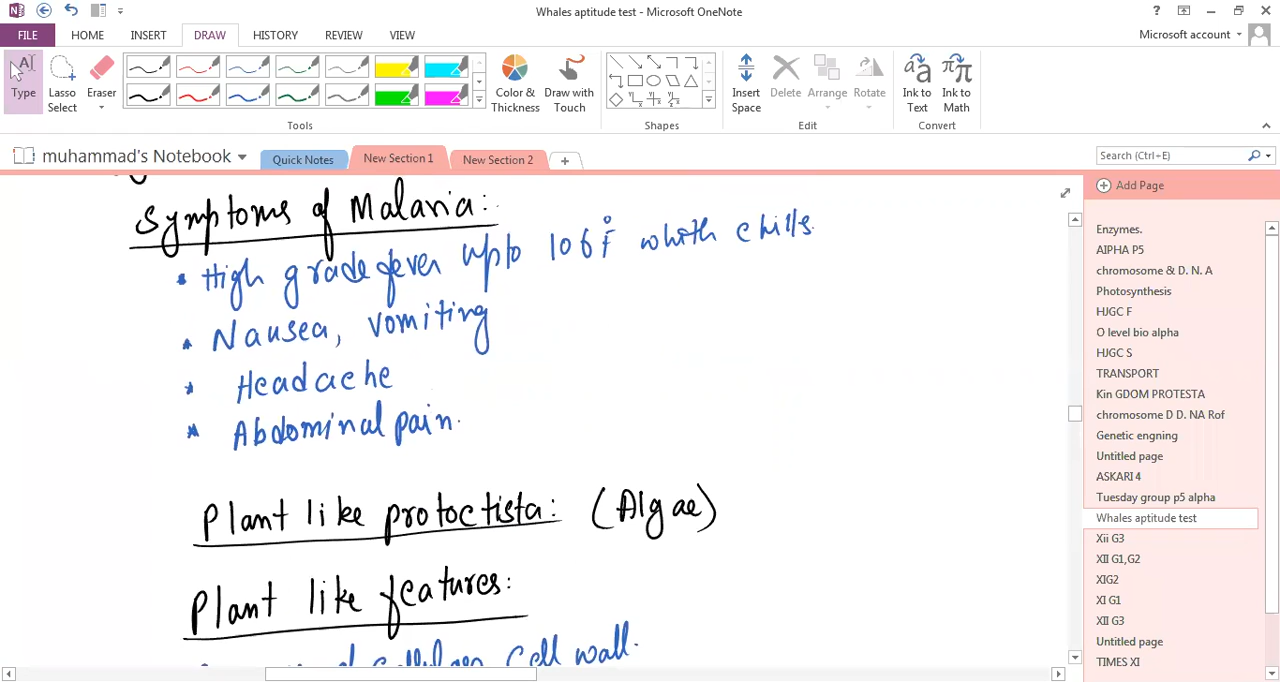 Whales aptitude test - Microsoft OneNote
FILE HOME INSERT DRAW HISTORY REVIEW VIEW
Microsoft account
Type
Lasso Select
Eraser
Color & Thickness
Draw with Touch
Insert Space
Delete
Arrange
Rotate
Ink to Text
Ink to Math
Tools
Shapes
Edit
Convert
muhammad's Notebook
Quick Notes
New Section 1
New Section 2
Search (Ctrl+E)
Symptoms of Malaria:
High grade fever upto 106°F whith chills.
Nausea, vomiting
Headache
Abdominal pain.
Plant like protoctista: (Algae)
Plant like features:
cell wall.
Add Page
Enzymes.
AlPHA P5
chromosome & D. N. A
Photosynthesis
HJGC F
O level bio alpha
HJGC S
TRANSPORT
Kin GDOM PROTESTA
chromosome D D. NA Rof
Genetic engning
Untitled page
ASKARI 4
Tuesday group p5 alpha
Whales aptitude test
Xii G3
XII G1,G2
XIG2
XI G1
XII G3
Untitled page
TIMES XI